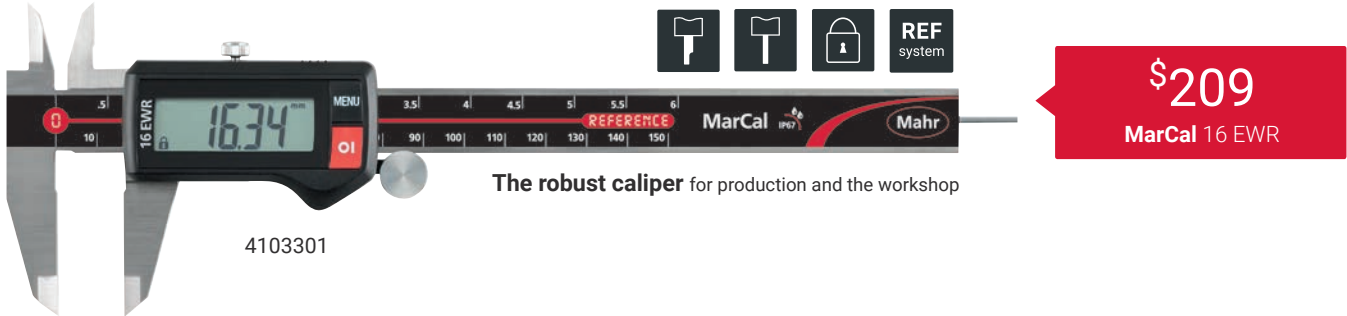 REF
system
$209
MarCal 16 EWR
16 EWR
16.34 mm
MENU
OI
.5 3.5 4 4.5 5 5.5 6
0
REFERENCE
10 90 100 110 120 130 140 150
MarCal IP67
Mahr
The robust caliper for production and the workshop
4103301